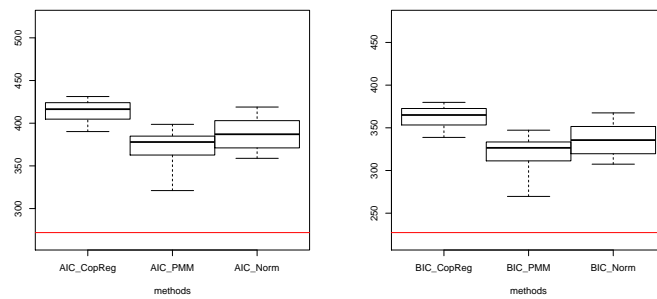 500
450
400
350
300
AIC_CopReg AIC_PMM AIC_Norm
methods
450
400
350
300
250
BIC_CopReg BIC_PMM BIC_Norm
methods